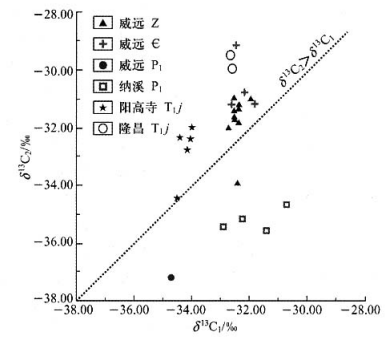 δ¹³C₂/‰
-28.00
-30.00
-32.00
-34.00
-36.00
-38.00
威远 Z
威远 Є
威远 P₁
纳溪 P₁
阳高寺 T₁j
隆昌 T₁j
δ¹³C₂>δ¹³C₁
-38.00 -36.00 -34.00 -32.00 -30.00 -28.00
δ¹³C₁/‰